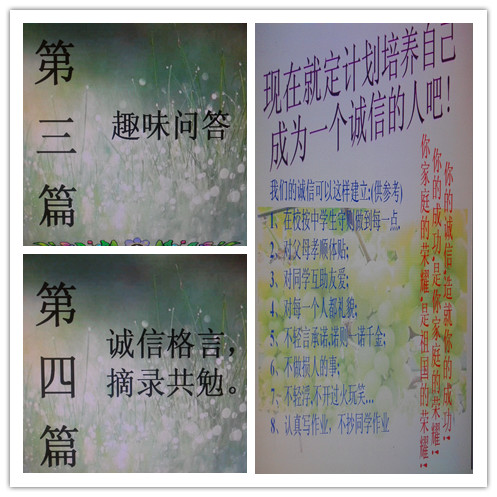 第三篇
趣味问答
第四篇
诚信格言，
摘录共勉。
现在就定计划培养自己
成为一个诚信的人吧!
我们的诚信可以这样建立:(供参考)
1、在校按中学生守则做到每一点.
2、对父母孝顺体贴;
3、对同学互助友爱;
4、对每一个人都礼貌;
5、不轻言承诺,诺则一诺千金;
6、不做损人的事;
7、不轻浮,不开过火玩笑...
8、认真写作业，不抄同学作业
你的诚信,造就你的成功!
你的成功,是你家庭的荣耀!
你家庭的荣耀,是祖国的荣耀!